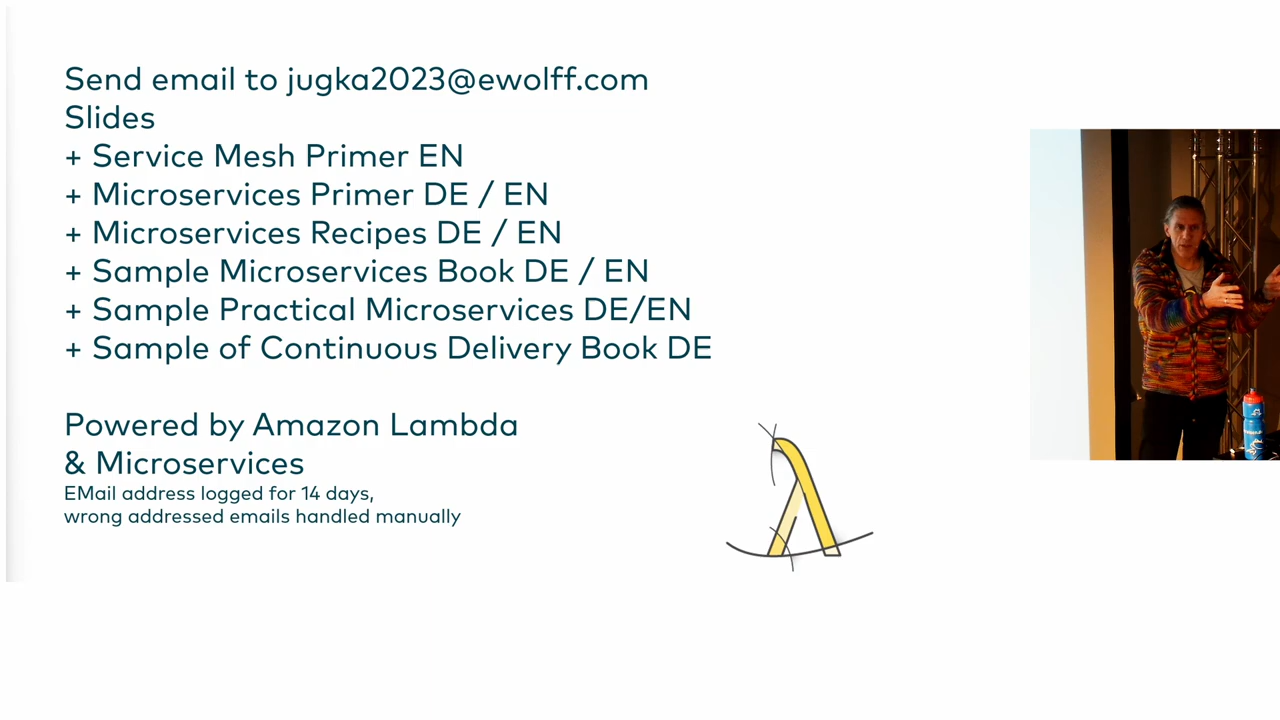 Send email to jugka2023@ewolff.com
Slides
+ Service Mesh Primer EN
+ Microservices Primer DE / EN
+ Microservices Recipes DE / EN
+ Sample Microservices Book DE / EN
+ Sample Practical Microservices DE/EN
+ Sample of Continuous Delivery Book DE
Powered by Amazon Lambda
& Microservices
EMail address logged for 14 days,
wrong addressed emails handled manually